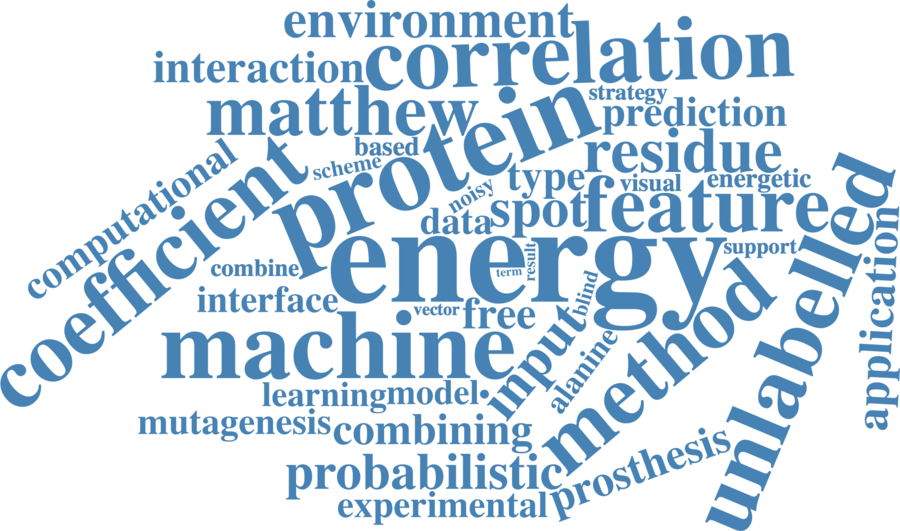 environment
correlation
interaction
strategy
matthew
prediction
protein
based
residue
scheme
computational
type
visual
energetic
noisy
coefficient
data
spot
feature
unlabelled
energy
support
application
combine
term
result
interface
vector
free
blind
machine
method
input
alanine
learning
model
mutagenesis
combining
probabilistic
prosthesis
experimental